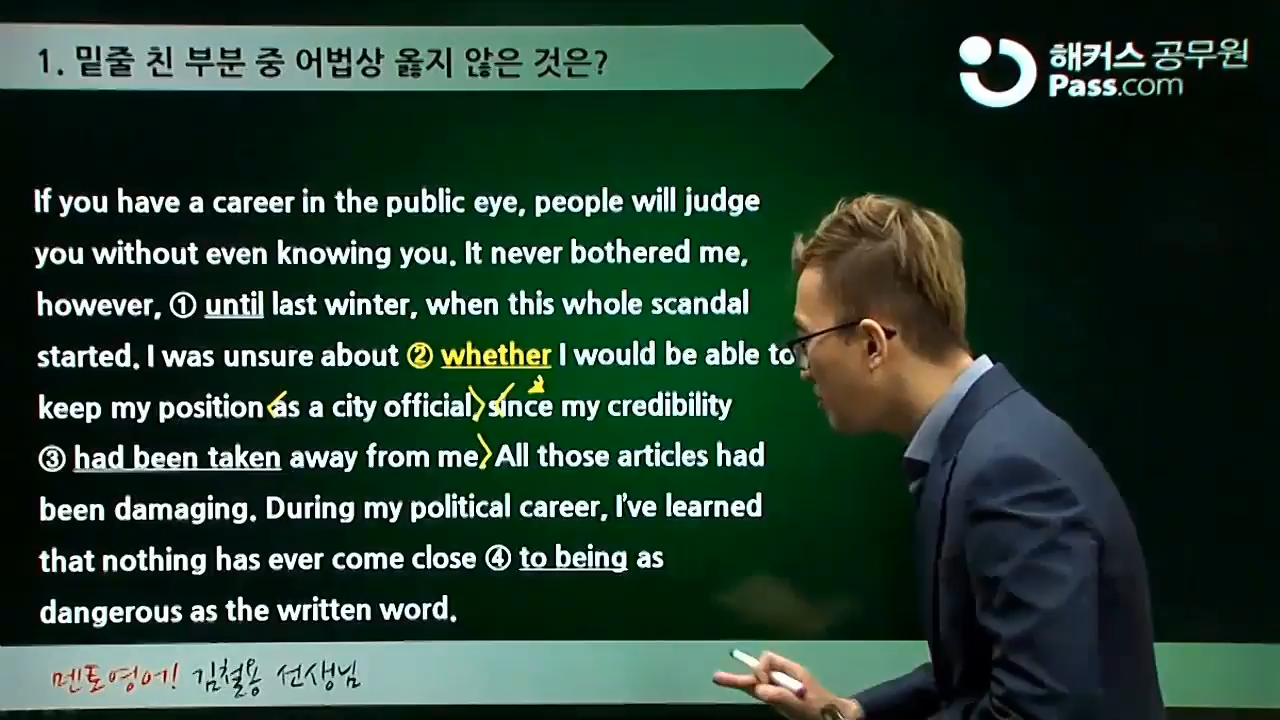 1. 밑줄 친 부분 중 어법상 옳지 않은 것은?
해커스 공무원
Pass.com
If you have a career in the public eye, people will judge
you without even knowing you. It never bothered me,
however, ① until last winter, when this whole scandal
started. I was unsure about ② whether I would be able to
keep my position as a city official, since my credibility
③ had been taken away from me. All those articles had
been damaging. During my political career, I've learned
that nothing has ever come close ④ to being as
dangerous as the written word.
멘토영어! 김철용 선생님